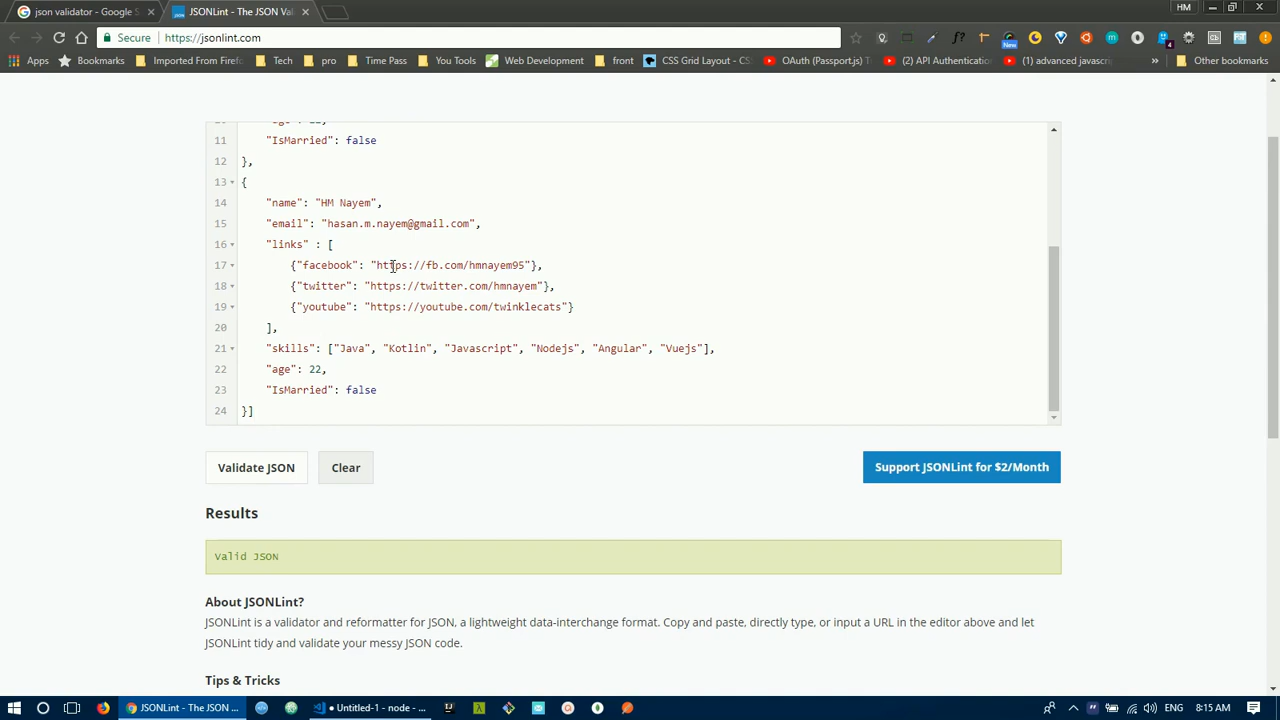 json validator - Google S
JSONLint - The JSON Val
HM
Secure
https://jsonlint.com
Apps
Bookmarks
Imported From Firefo
Tech
pro
Time Pass
You Tools
Web Development
front
CSS Grid Layout - CSS
OAuth (Passport.js) T
(2) API Authentication
(1) advanced javascrip
»
Other bookmarks
New
4
11 "IsMarried": false
12 },
13 {
14 "name": "HM Nayem",
15 "email": "hasan.m.nayem@gmail.com",
16 "links" : [
17 {"facebook": "https://fb.com/hmnayem95"},
18 {"twitter": "https://twitter.com/hmnayem"},
19 {"youtube": "https://youtube.com/twinklecats"}
20 ],
21 "skills": ["Java", "Kotlin", "Javascript", "Nodejs", "Angular", "Vuejs"],
22 "age": 22,
23 "IsMarried": false
24 }]
Validate JSON
Clear
Support JSONLint for $2/Month
Results
Valid JSON
About JSONLint?
JSONLint is a validator and reformatter for JSON, a lightweight data-interchange format. Copy and paste, directly type, or input a URL in the editor above and let
JSONLint tidy and validate your messy JSON code.
Tips & Tricks
JSONLint - The JSON ...
● Untitled-1 - node - ...
ENG
8:15 AM